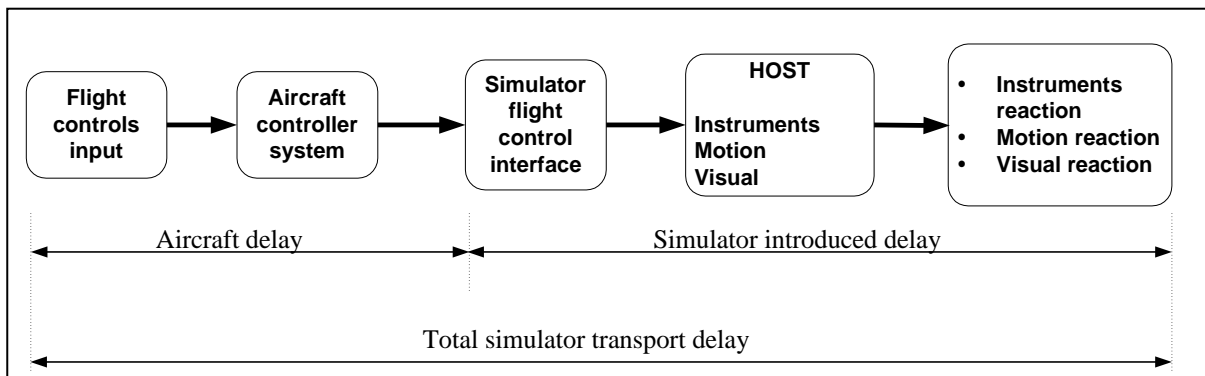 Flight
controls
input
Aircraft
controller
system
Simulator
flight
control
interface
HOST
Instruments
Motion
Visual
• Instruments
reaction
• Motion reaction
• Visual reaction
Aircraft delay
Simulator introduced delay
Total simulator transport delay